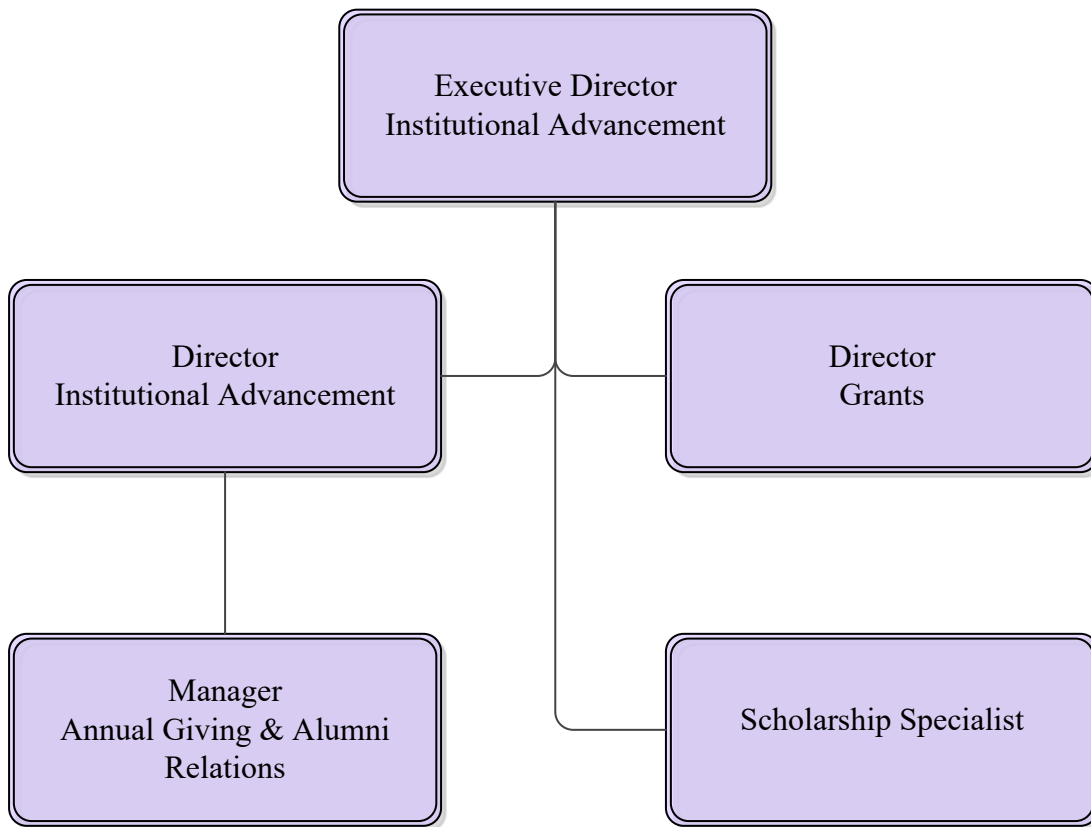 Executive Director
Institutional Advancement
Director
Institutional Advancement
Director
Grants
Manager
Annual Giving & Alumni
Relations
Scholarship Specialist